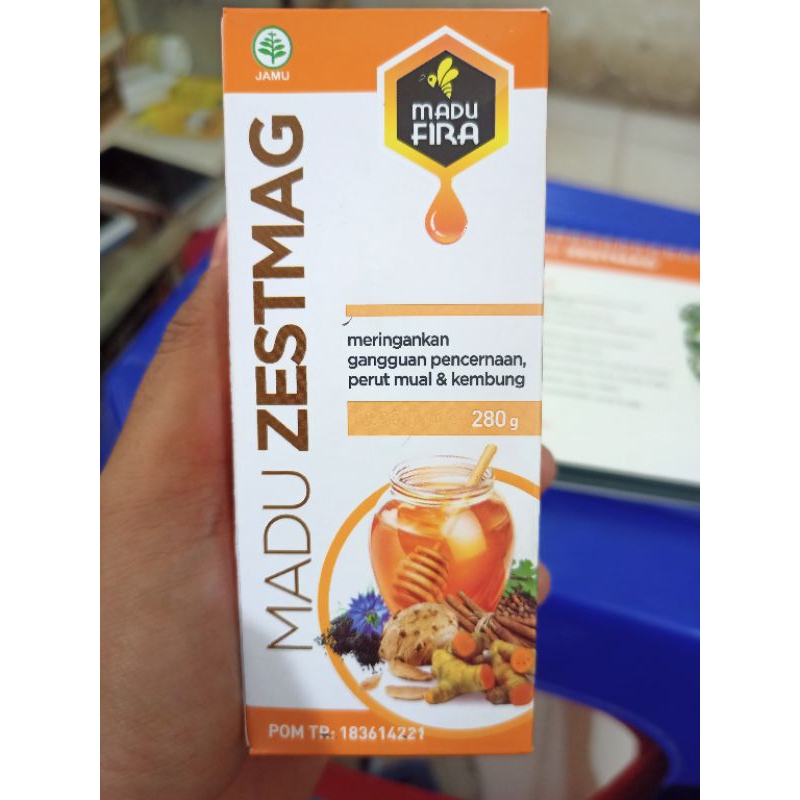 JAMU
MADU
FIRA
MADU ZESTMAG
meringankan
gangguan pencernaan,
perut mual & kembung
280 g
POM TR: 183614221